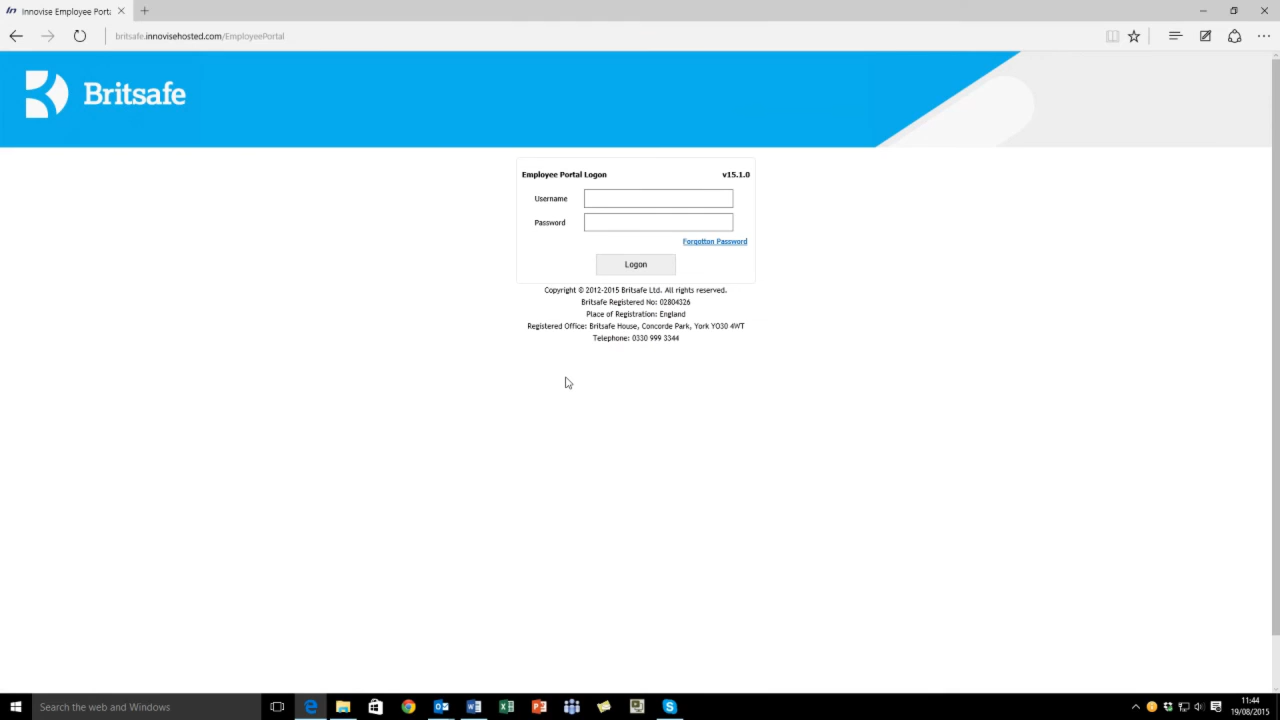 Innovise Employee Port
britsafe.innovisehosted.com/EmployeePortal
Britsafe
Employee Portal Logon v15.1.0
Username
Password
Forgotton Password
Logon
Copyright © 2012-2015 Britsafe Ltd. All rights reserved.
Britsafe Registered No: 02804326
Place of Registration: England
Registered Office: Britsafe House, Concorde Park, York YO30 4WT
Telephone: 0330 999 3344
Search the web and Windows
11:44
19/08/2015